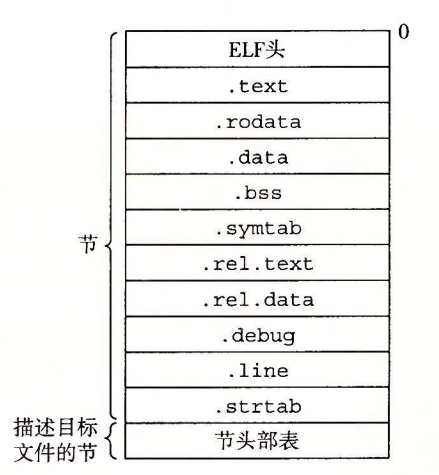 0
ELF头
.text
.rodata
.data
.bss
.symtab
节
.rel.text
.rel.data
.debug
.line
.strtab
描述目标
文件的节
节头部表